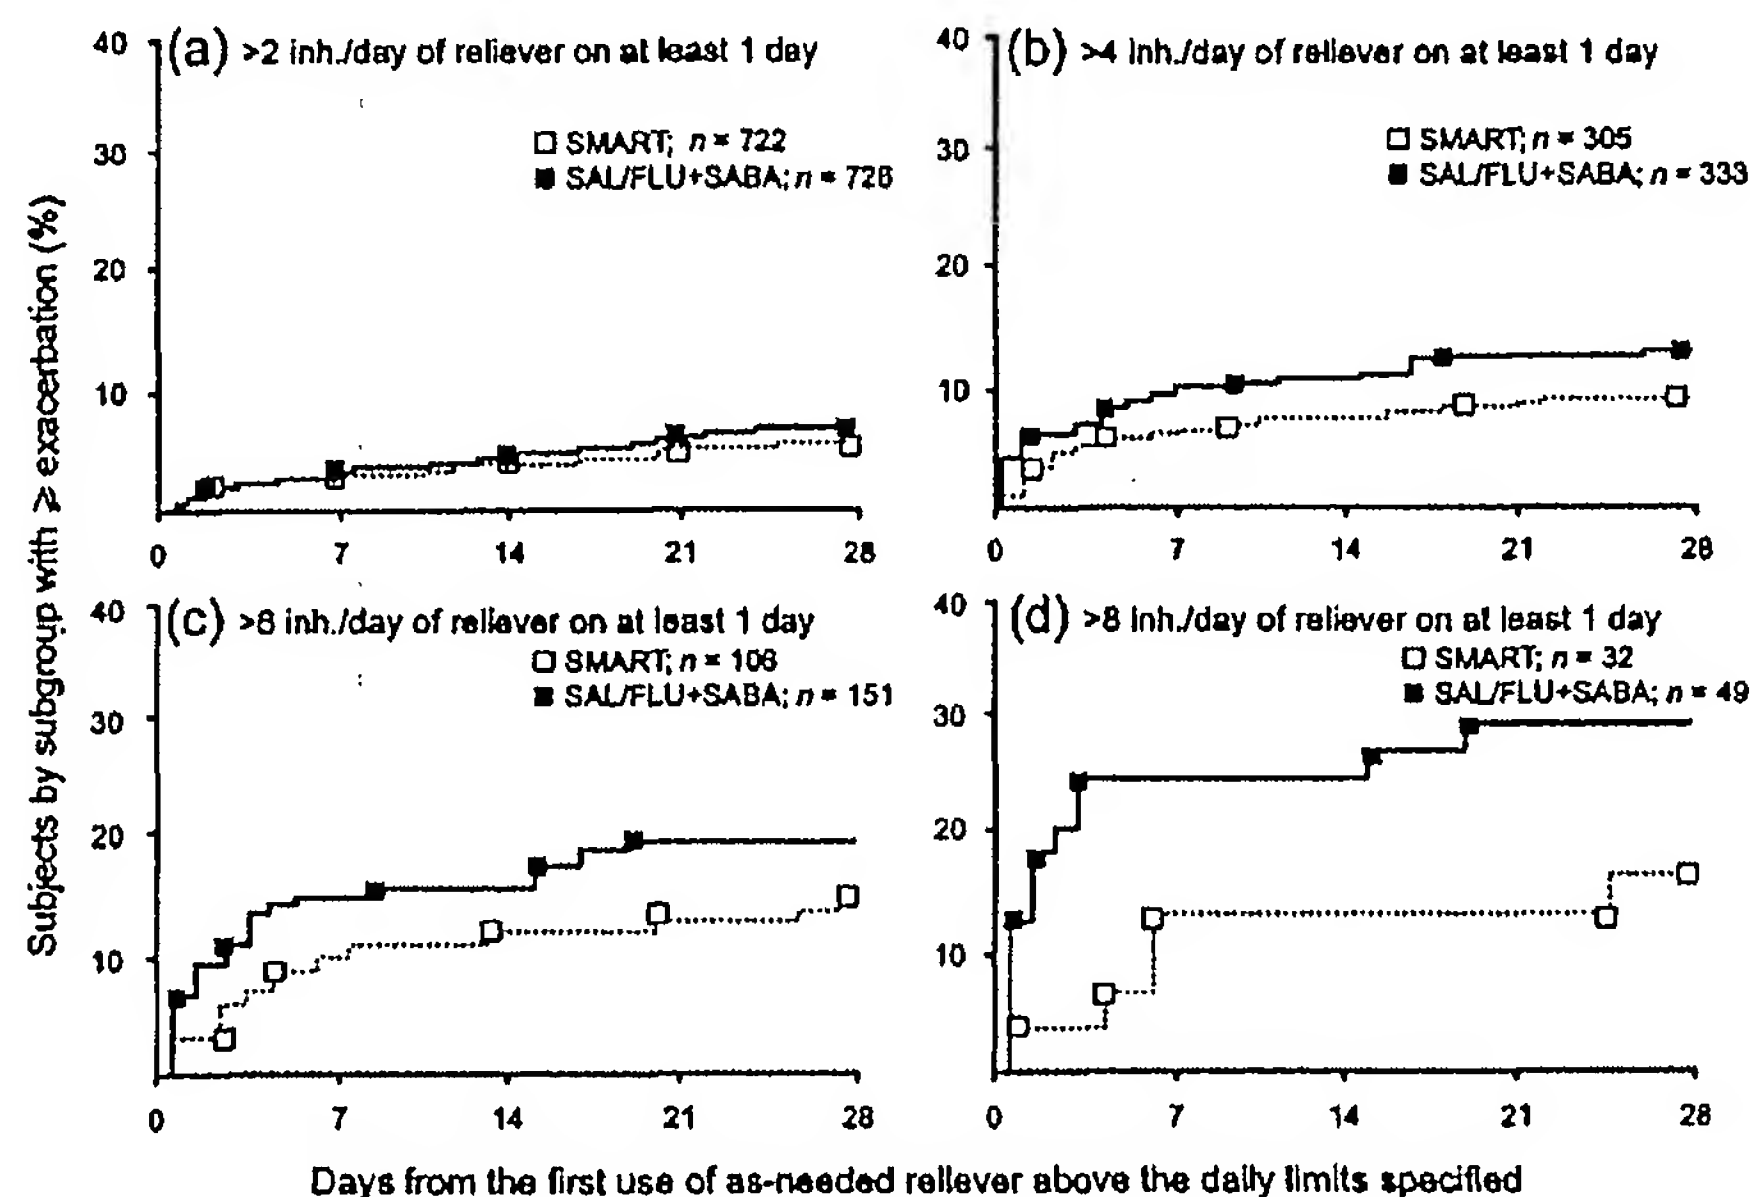 Subjects by subgroup with ⩾ exacerbation (%)
(a) >2 inh./day of reliever on at least 1 day
SMART; n = 722
SAL/FLU+SABA; n = 726
40
30
20
10
0 7 14 21 28
(b) >4 inh./day of reliever on at least 1 day
SMART; n = 305
SAL/FLU+SABA; n = 333
40
30
20
10
0 7 14 21 28
(c) >6 inh./day of reliever on at least 1 day
SMART; n = 106
SAL/FLU+SABA; n = 151
40
30
20
10
0 7 14 21 28
(d) >8 inh./day of reliever on at least 1 day
SMART; n = 32
SAL/FLU+SABA; n = 49
40
30
20
10
0 7 14 21 28
Days from the first use of as-needed reliever above the daily limits specified